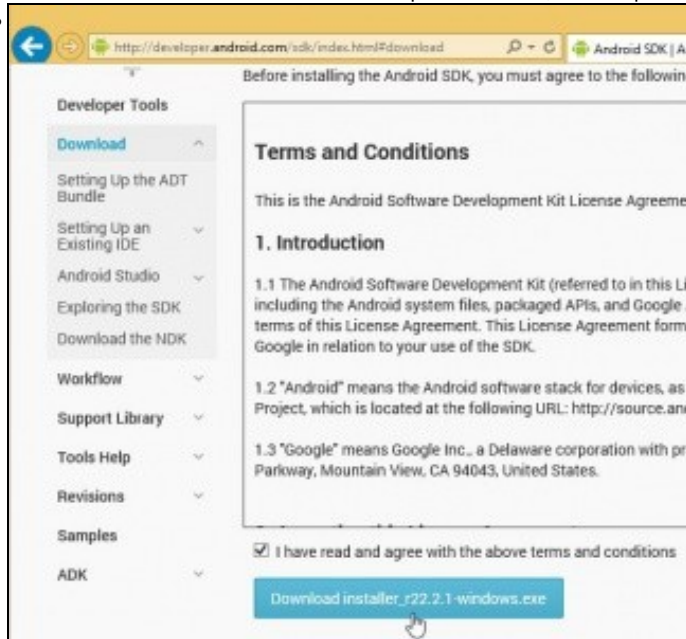 http://developer.android.com/sdk/index.html#download
Android SDK | A
Before installing the Android SDK, you must agree to the followin
Developer Tools
Download
Setting Up the ADT
Bundle
Setting Up an
Existing IDE
Android Studio
Exploring the SDK
Download the NDK
Workflow
Support Library
Tools Help
Revisions
Samples
ADK
Terms and Conditions
This is the Android Software Development Kit License Agreeme
1. Introduction
1.1 The Android Software Development Kit (referred to in this Li
including the Android system files, packaged APIs, and Google
terms of this License Agreement. This License Agreement form
Google in relation to your use of the SDK.
1.2 "Android" means the Android software stack for devices, as
Project, which is located at the following URL: http://source.an
1.3 "Google" means Google Inc., a Delaware corporation with pr
Parkway, Mountain View, CA 94043, United States.
I have read and agree with the above terms and conditions
Download installer_r22.2.1-windows.exe